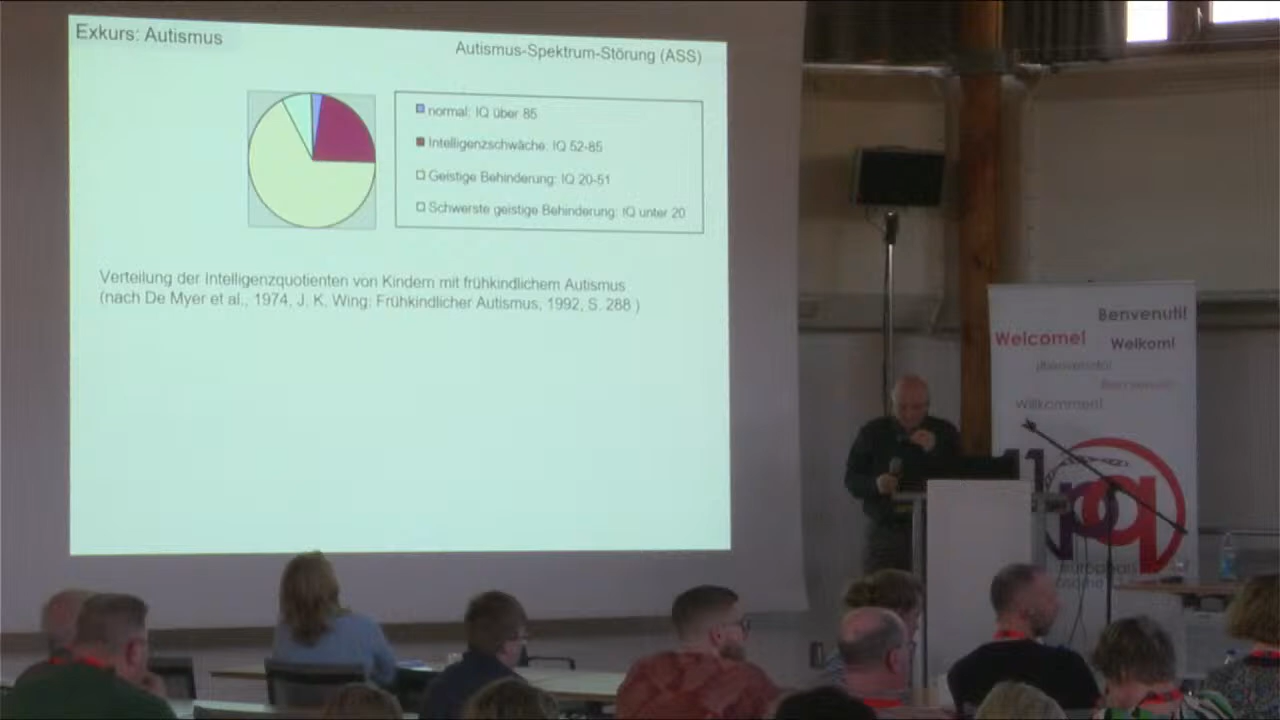 Exkurs: Autismus
Autismus-Spektrum-Störung (ASS)
normal: IQ über 85
Intelligenzschwäche: IQ 52-85
Geistige Behinderung: IQ 20-51
Schwerste geistige Behinderung: IQ unter 20
Verteilung der Intelligenzquotienten von Kindern mit frühkindlichem Autismus
(nach De Myer et al., 1974, J. K. Wing: Frühkindlicher Autismus, 1992, S. 288 )
Benvenuti!
Welcome!
Welkom!
Willkommen!